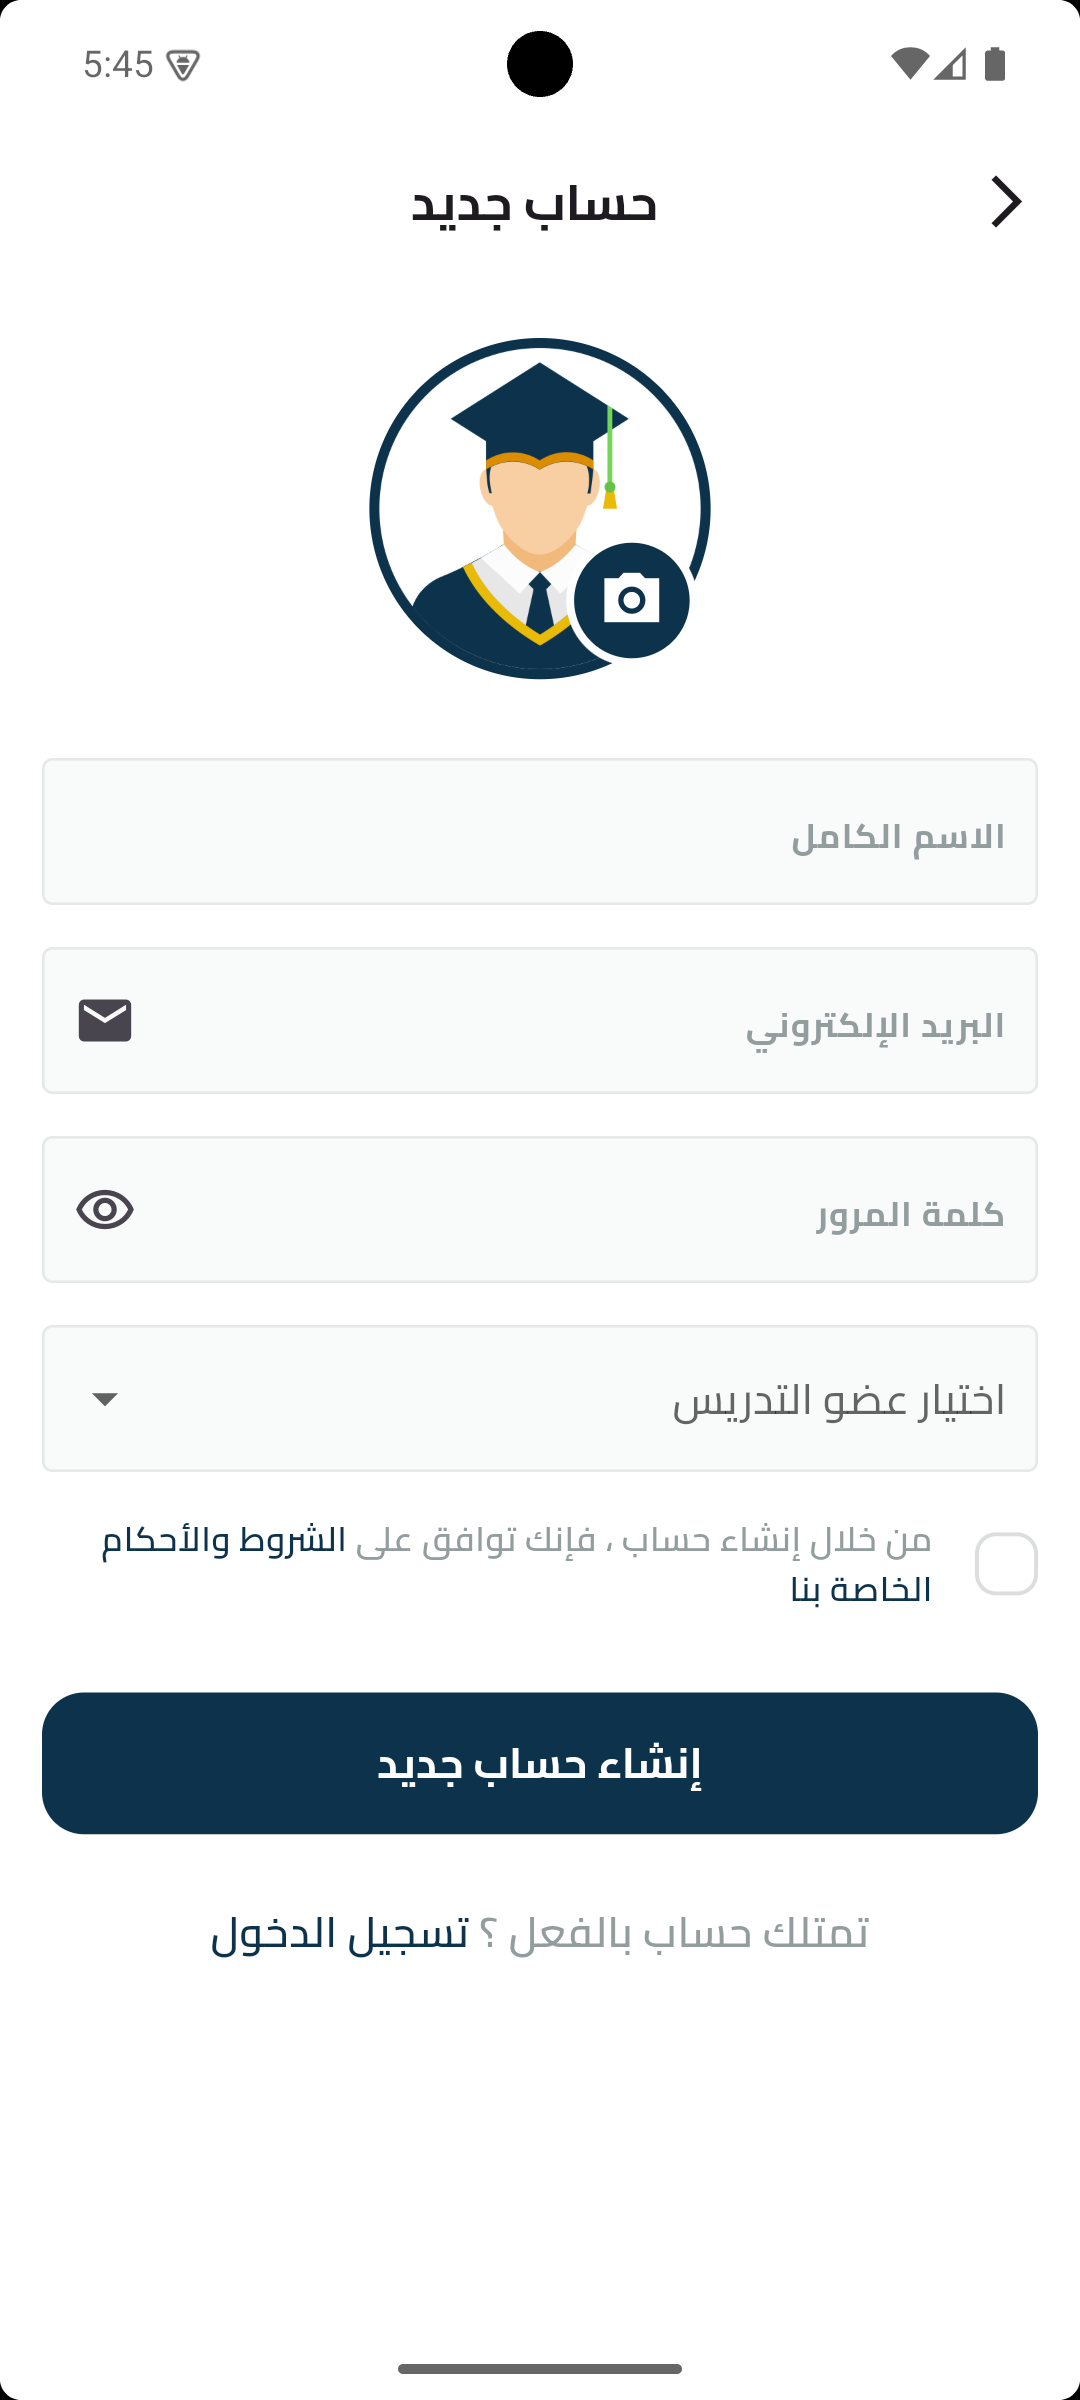 5:45
حساب جديد
الاسم الكامل
البريد الإلكتروني
كلمة المرور
اختيار عضو التدريس
من خلال إنشاء حساب ، فإنك توافق على الشروط والأحكام
الخاصة بنا
إنشاء حساب جديد
تمتلك حساب بالفعل ؟ تسجيل الدخول